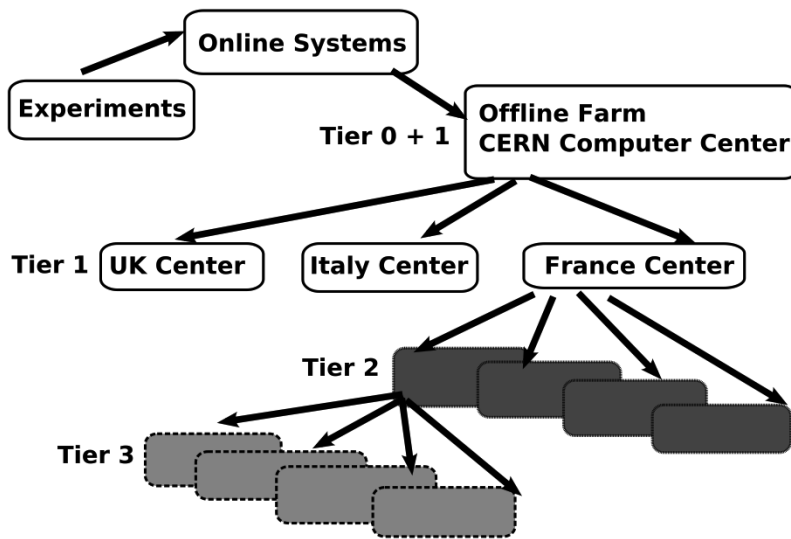 Online Systems
Experiments
Offline Farm
Tier 0 + 1
CERN Computer Center
Tier 1
UK Center
Italy Center
France Center
Tier 2
Tier 3